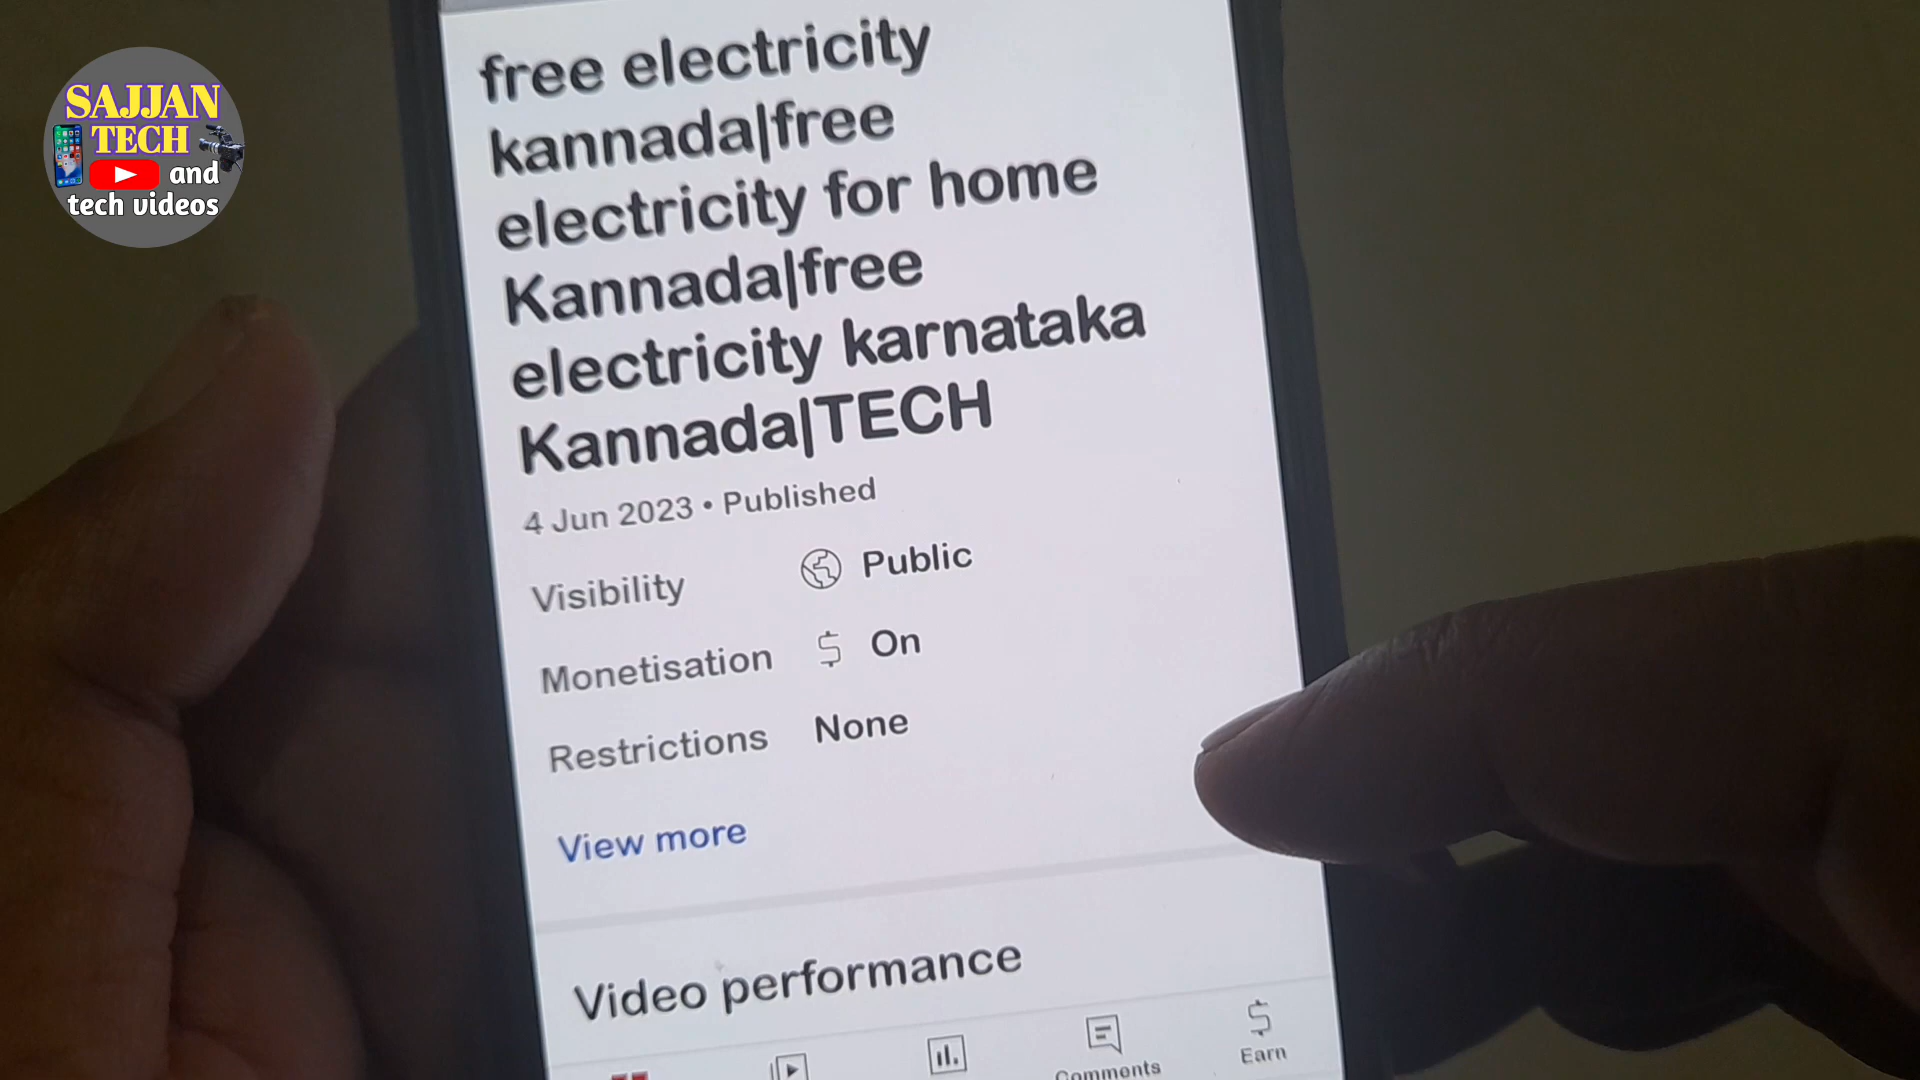 SAJJAN
TECH
and
tech videos
free electricity
kannada|free
electricity for home
Kannada|free
electricity karnataka
Kannada|TECH
4 Jun 2023 • Published
Visibility Public
Monetisation On
Restrictions None
View more
Video performance
Comments
Earn